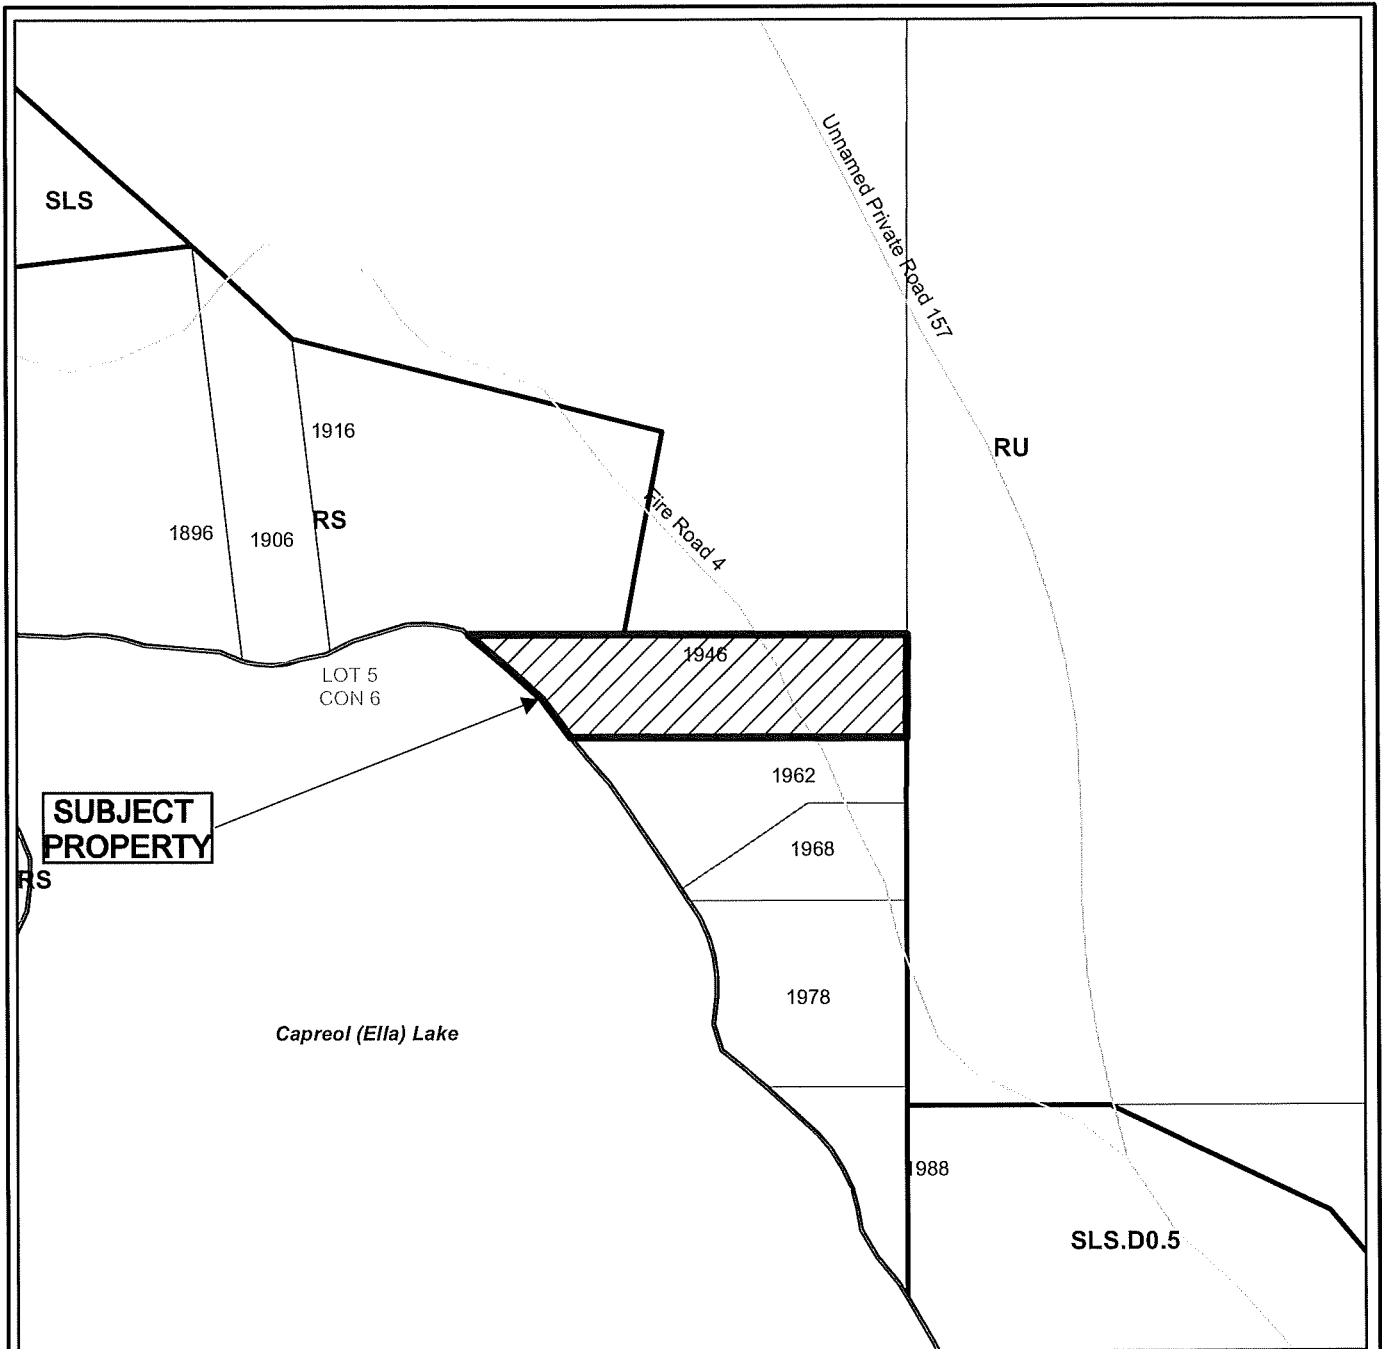 Unnamed Private Road 157
SLS
RU
1916
RS
1896
1906
Fire Road 4
1946
LOT 5
CON 6
1962
SUBJECT
PROPERTY
1968
RS
1978
Capreol (Ella) Lake
1988
SLS.D0.5